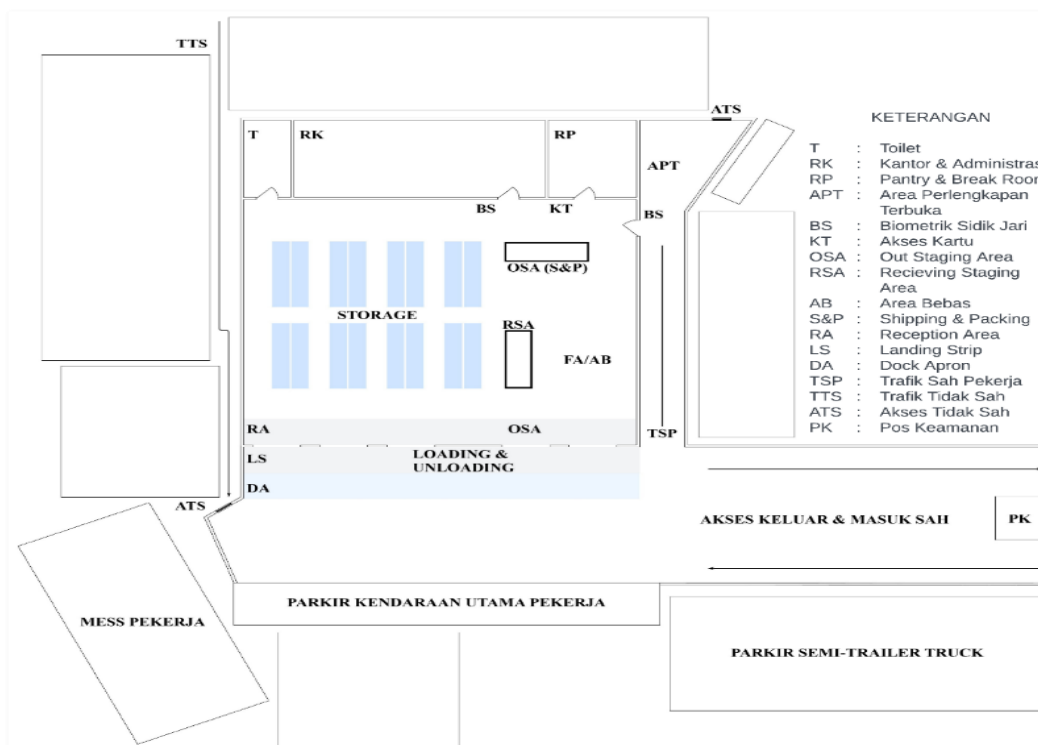 TTS
ATS
T
RK
RP
APT
BS
KT
BS
OSA (S&P)
STORAGE
RSA
FA/AB
RA
OSA
TSP
LS
LOADING &
UNLOADING
DA
ATS
AKSES KELUAR & MASUK SAH
PK
PARKIR KENDARAAN UTAMA PEKERJA
MESS PEKERJA
PARKIR SEMI-TRAILER TRUCK
KETERANGAN
T : Toilet
RK : Kantor & Administras
RP : Pantry & Break Roor
APT : Area Perlengkapan
Terbuka
BS : Biometrik Sidik Jari
KT : Akses Kartu
OSA : Out Staging Area
RSA : Recieving Staging
Area
AB : Area Bebas
S&P : Shipping & Packing
RA : Reception Area
LS : Landing Strip
DA : Dock Apron
TSP : Trafik Sah Pekerja
TTS : Trafik Tidak Sah
ATS : Akses Tidak Sah
PK : Pos Keamanan